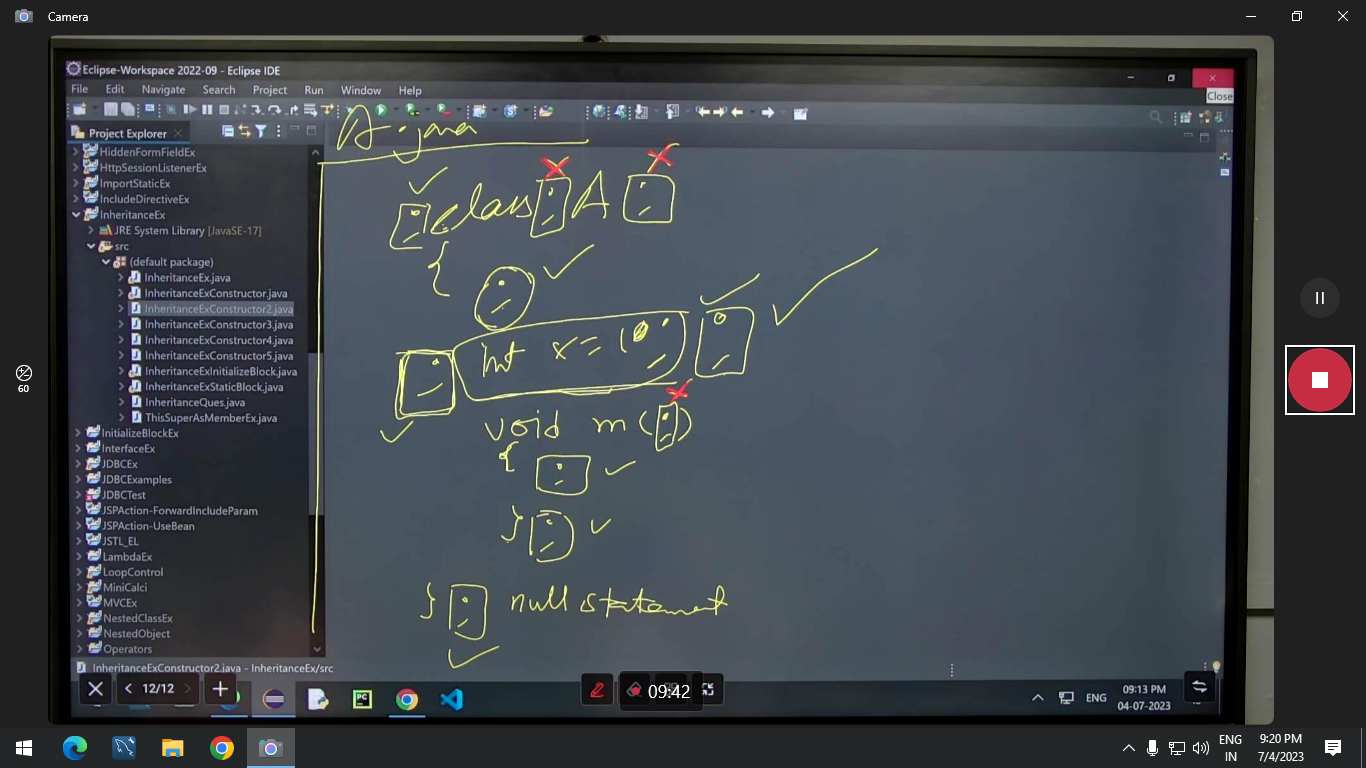 Camera
Eclipse-Workspace 2022-09 - Eclipse IDE
File Edit Navigate Search Project Run Window Help
Close
Project Explorer
A.java
HiddenFormFieldEx
HttpSessionListenerEx
ImportStaticEx
IncludeDirectiveEx
InheritanceEx
JRE System Library [JavaSE-17]
src
(default package)
InheritanceEx.java
InheritanceExConstructor.java
InheritanceExConstructor2.java
InheritanceExConstructor3.java
InheritanceExConstructor4.java
InheritanceExConstructor5.java
InheritanceExInitializeBlock.java
InheritanceExStaticBlock.java
InheritanceQues.java
ThisSuperAsMemberEx.java
InitializeBlockEx
InterfaceEx
JDBCEx
JDBCExamples
JDBCTest
JSPAction-ForwardIncludeParam
JSPAction-UseBean
JSTL_EL
LambdaEx
LoopControl
MiniCalci
MVCEx
NestedClassEx
NestedObject
Operators
; class ; A ;
{
;
; int x = 10; ;
void m(;)
{
;
} ;
} ; null statement
InheritanceExConstructor2.java - InheritanceEx/src
12/12
09:42
ENG
09:13 PM
04-07-2023
60
ENG
IN
9:20 PM
7/4/2023